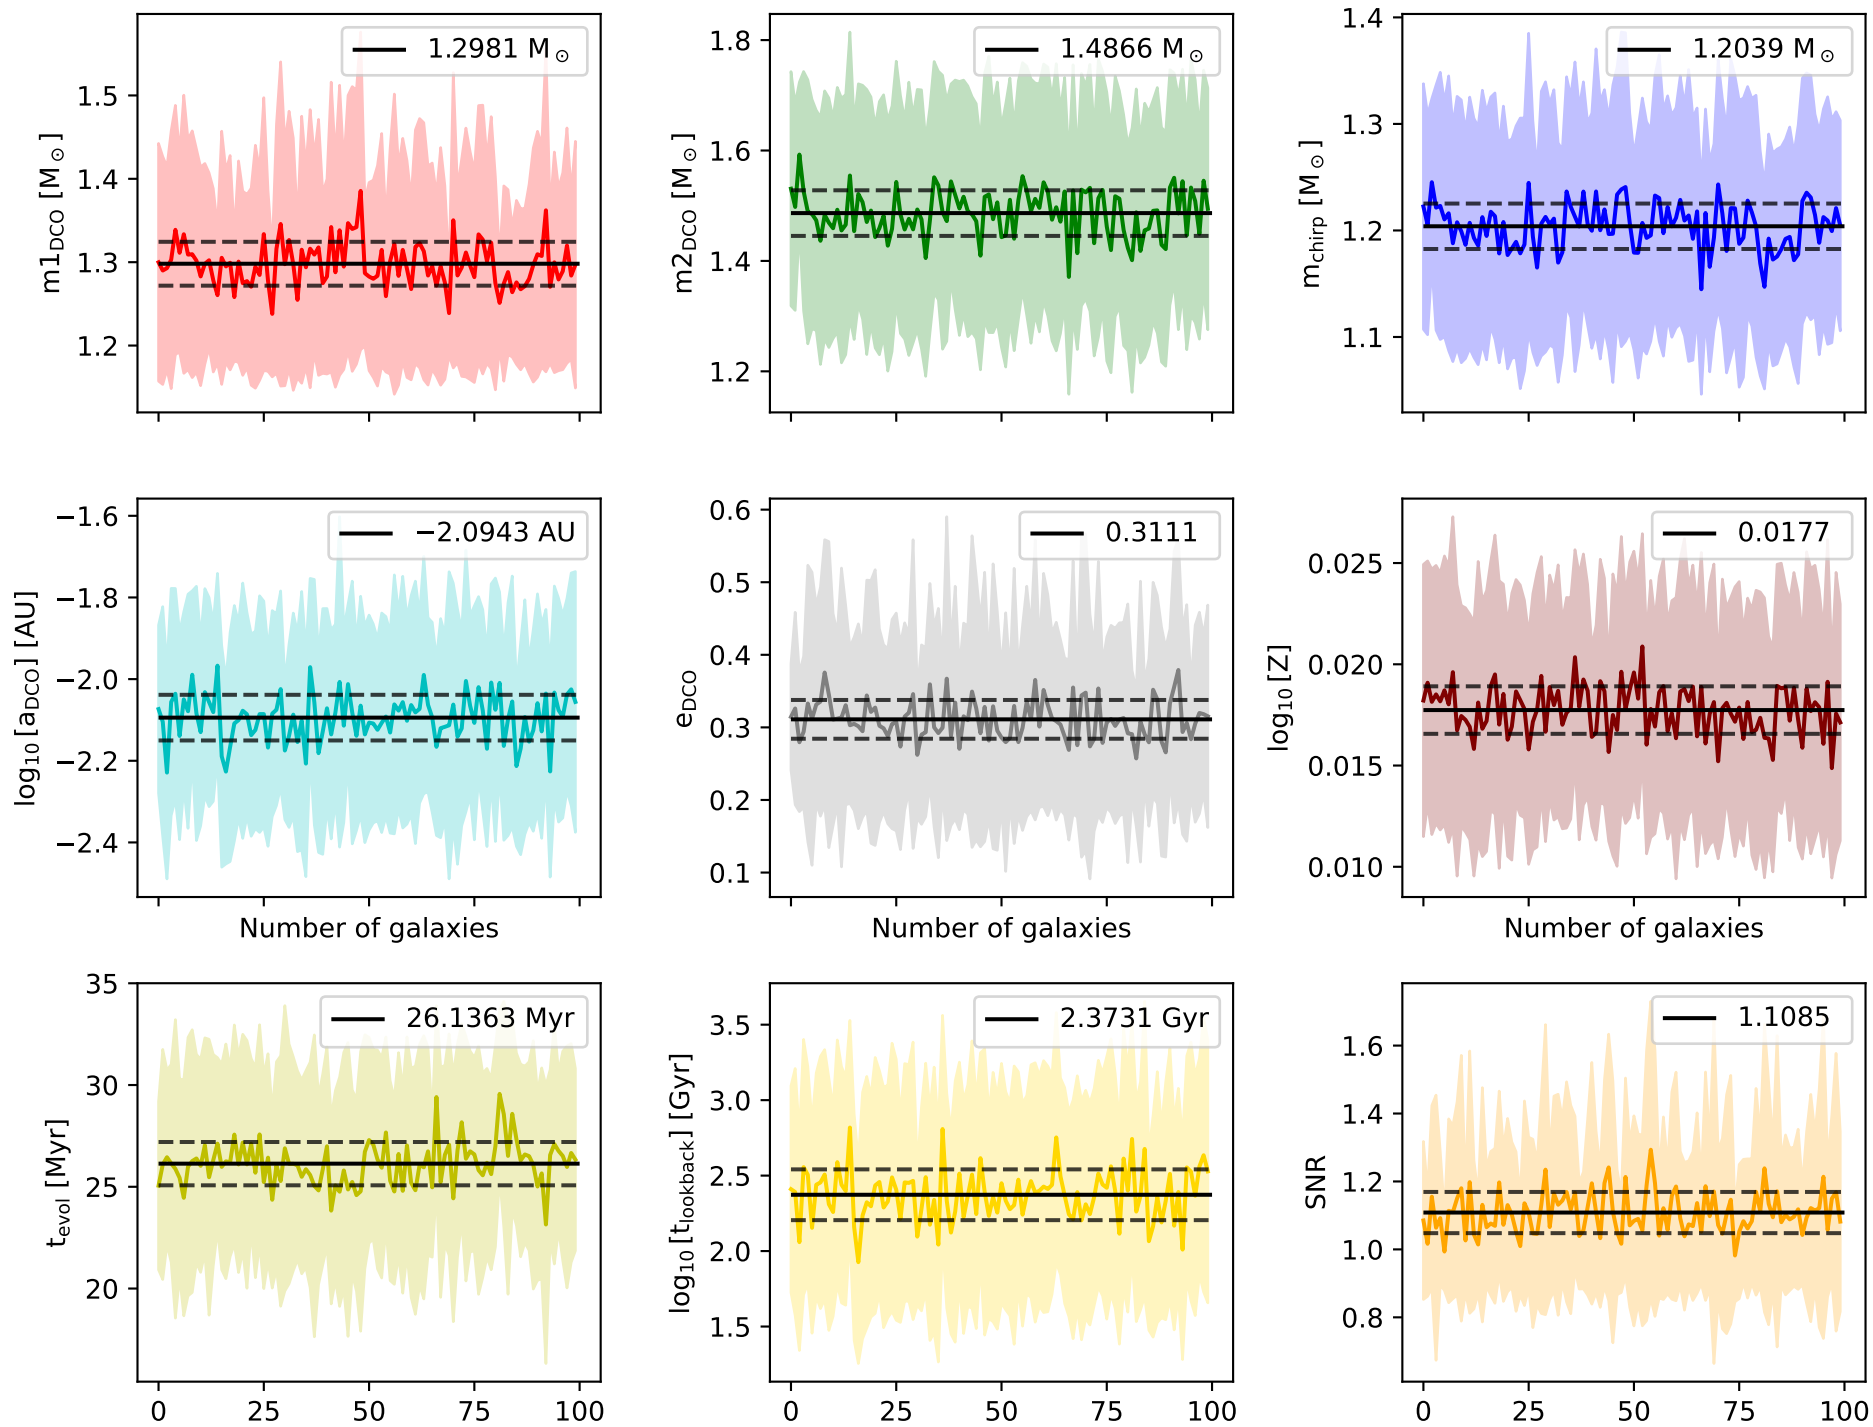 1.2981 M⊙
m1DCO [M⊙]
1.5
1.4
1.3
1.2
1.4866 M⊙
m2DCO [M⊙]
1.8
1.6
1.4
1.2
1.2039 M⊙
mchirp [M⊙]
1.4
1.3
1.2
1.1
−2.0943 AU
log10 [aDCO] [AU]
−1.6
−1.8
−2.0
−2.2
−2.4
Number of galaxies
0.3111
eDCO
0.6
0.5
0.4
0.3
0.2
0.1
Number of galaxies
0.0177
log10 [Z]
0.025
0.020
0.015
0.010
Number of galaxies
26.1363 Myr
tevol [Myr]
35
30
25
20
0 25 50 75 100
2.3731 Gyr
log10 [tlookback] [Gyr]
3.5
3.0
2.5
2.0
1.5
0 25 50 75 100
1.1085
SNR
1.6
1.4
1.2
1.0
0.8
0 25 50 75 100